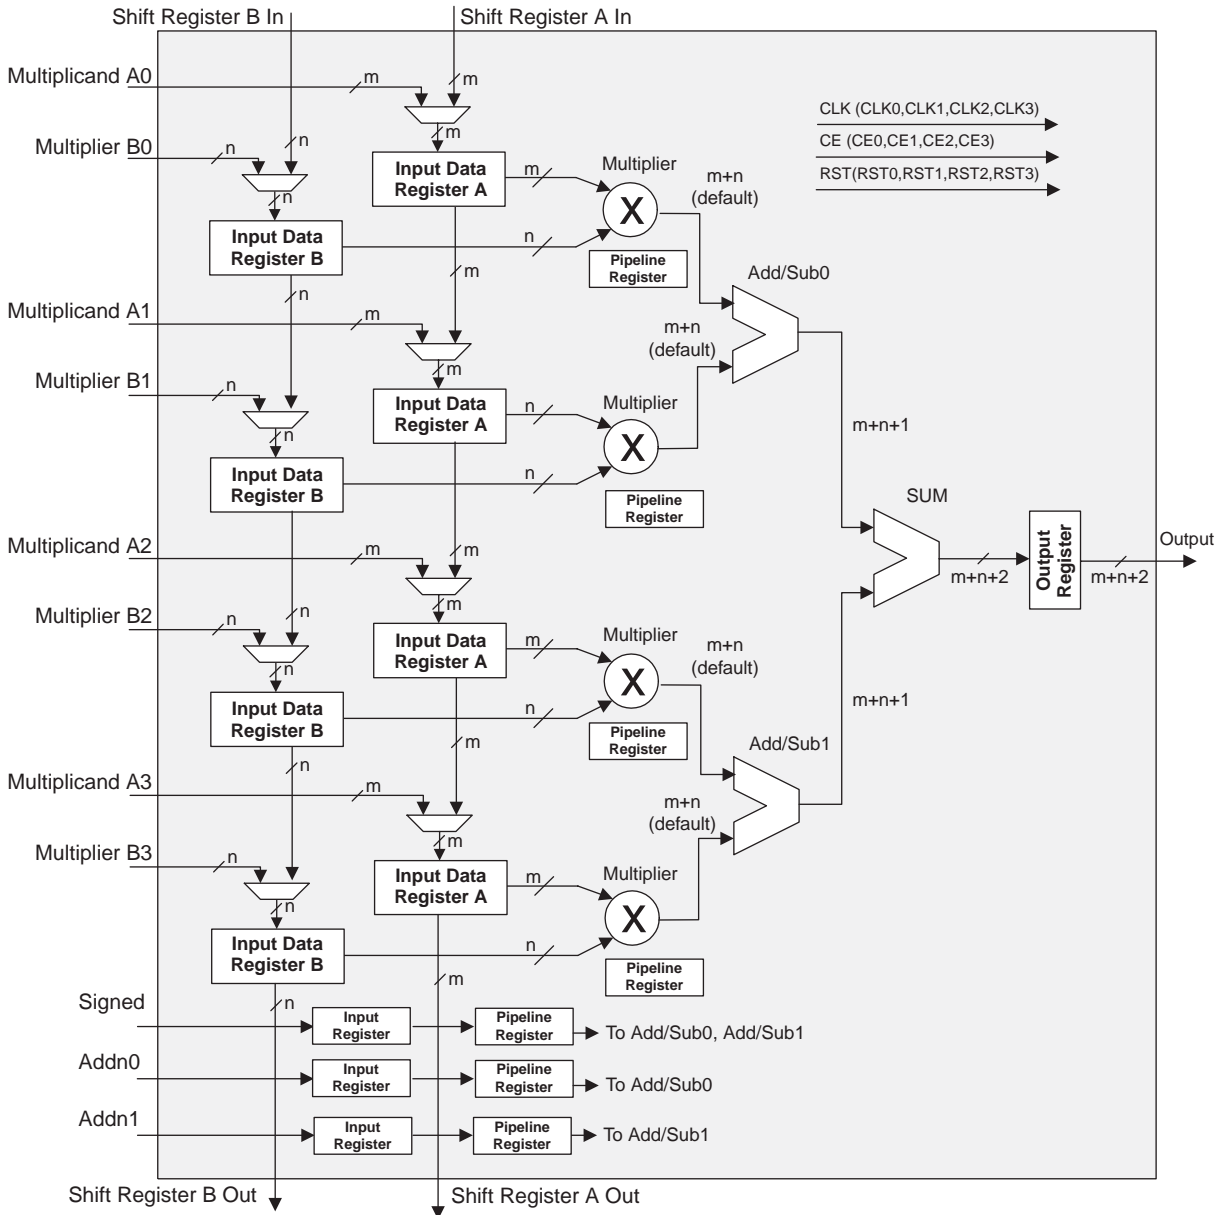 Shift Register B In
Shift Register A In
Multiplicand A0
m
m
CLK (CLK0,CLK1,CLK2,CLK3)
Multiplier B0
n
n
m
CE (CE0,CE1,CE2,CE3)
Input Data
Register A
m
Multiplier
m+n
(default)
RST(RST0,RST1,RST2,RST3)
n
X
Input Data
Register B
n
Pipeline
Register
m
Add/Sub0
n
Multiplicand A1
m
m
m+n
(default)
Multiplier B1
n
m
Input Data
Register A
n
Multiplier
n
X
m+n+1
Input Data
Register B
n
Pipeline
Register
SUM
Multiplicand A2
m
m
Output
m+n+2
Output
Register
m+n+2
Multiplier B2
n
n
m
Input Data
Register A
m
Multiplier
m+n
(default)
n
X
Input Data
Register B
n
m+n+1
Pipeline
Register
m
Add/Sub1
n
Multiplicand A3
m
m+n
(default)
m
Multiplier B3
n
Input Data
Register A
m
Multiplier
n
X
Input Data
Register B
n
Pipeline
Register
m
Signed
n
Input
Register
Pipeline
Register
To Add/Sub0, Add/Sub1
Addn0
Input
Register
Pipeline
Register
To Add/Sub0
Addn1
Input
Register
Pipeline
Register
To Add/Sub1
Shift Register B Out
Shift Register A Out